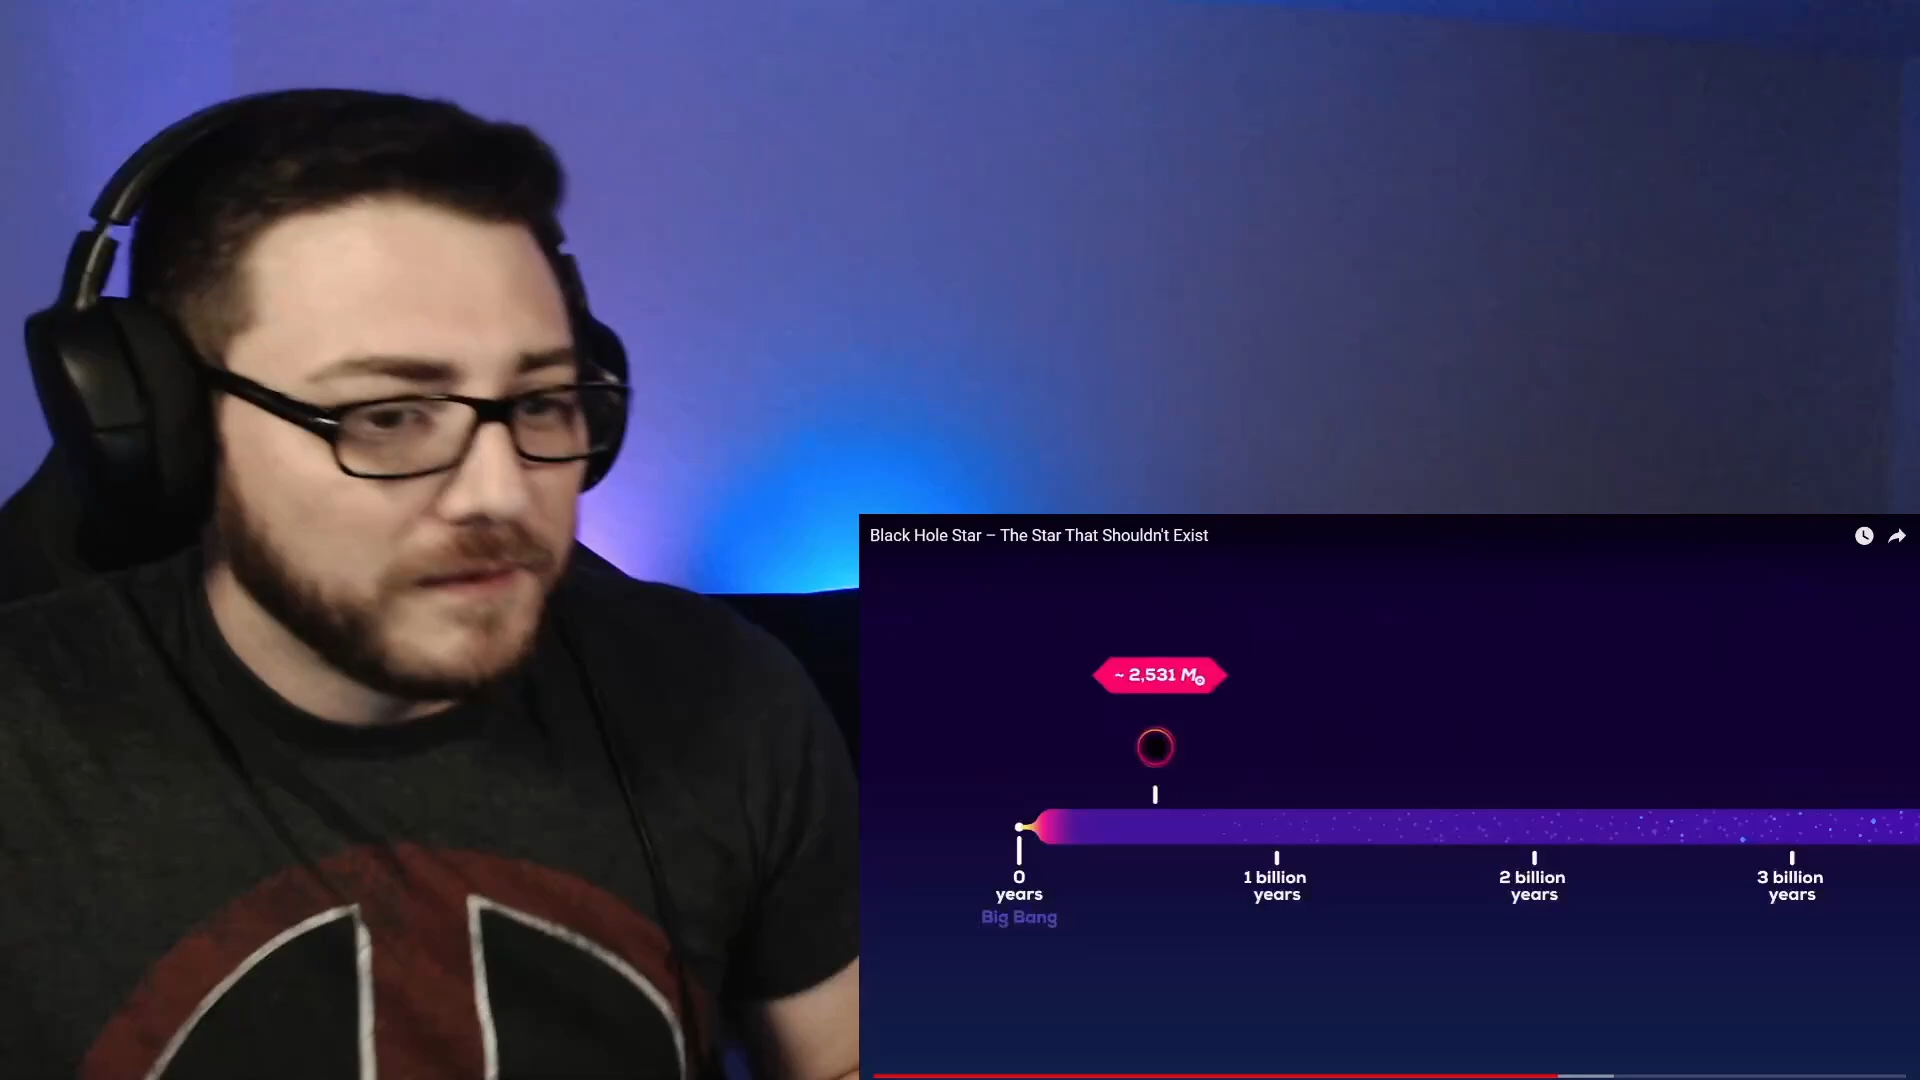 Black Hole Star – The Star That Shouldn't Exist
~ 2,531 M☉
0
years
Big Bang
1 billion
years
2 billion
years
3 billion
years